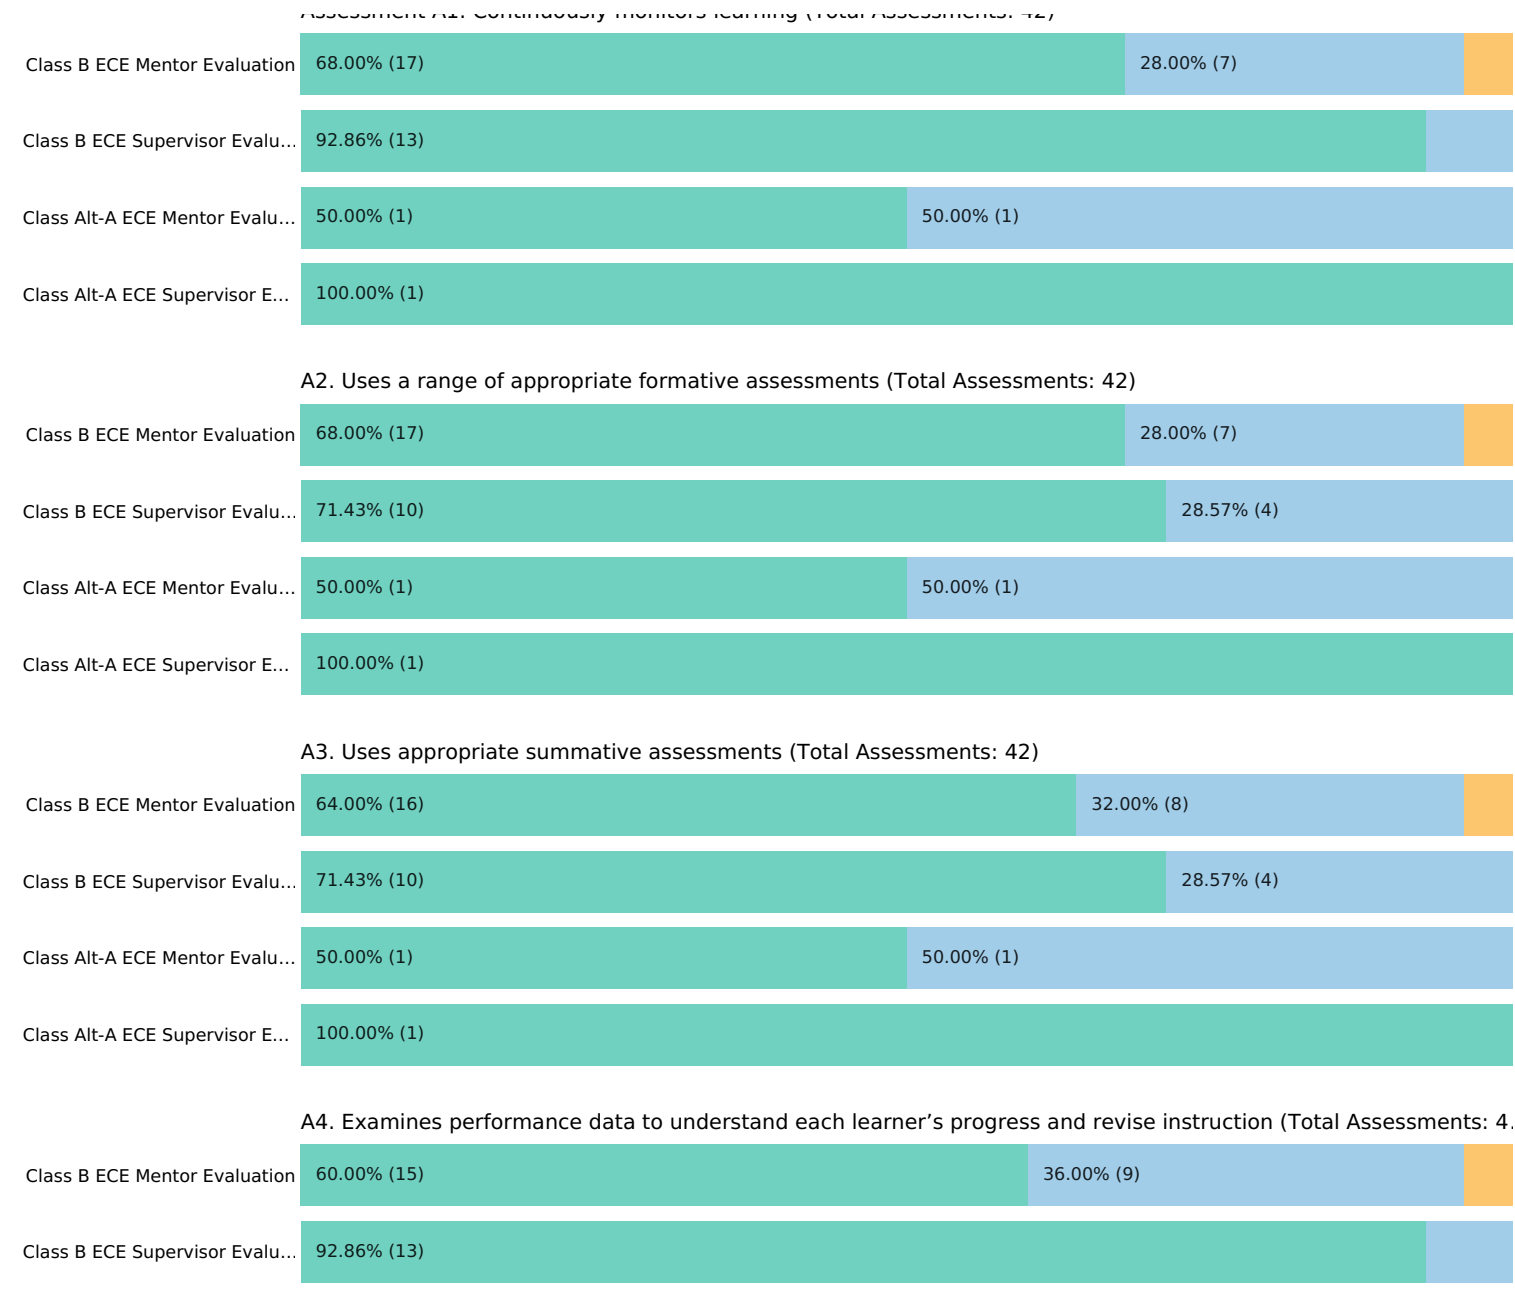 Assessment A1. Continuously monitors learning (Total Assessments: 42)
Class B ECE Mentor Evaluation 68.00% (17) 28.00% (7)
Class B ECE Supervisor Evalu... 92.86% (13)
Class Alt-A ECE Mentor Evalu... 50.00% (1) 50.00% (1)
Class Alt-A ECE Supervisor E... 100.00% (1)
A2. Uses a range of appropriate formative assessments (Total Assessments: 42)
Class B ECE Mentor Evaluation 68.00% (17) 28.00% (7)
Class B ECE Supervisor Evalu... 71.43% (10) 28.57% (4)
Class Alt-A ECE Mentor Evalu... 50.00% (1) 50.00% (1)
Class Alt-A ECE Supervisor E... 100.00% (1)
A3. Uses appropriate summative assessments (Total Assessments: 42)
Class B ECE Mentor Evaluation 64.00% (16) 32.00% (8)
Class B ECE Supervisor Evalu... 71.43% (10) 28.57% (4)
Class Alt-A ECE Mentor Evalu... 50.00% (1) 50.00% (1)
Class Alt-A ECE Supervisor E... 100.00% (1)
A4. Examines performance data to understand each learner’s progress and revise instruction (Total Assessments: 4.
Class B ECE Mentor Evaluation 60.00% (15) 36.00% (9)
Class B ECE Supervisor Evalu... 92.86% (13)